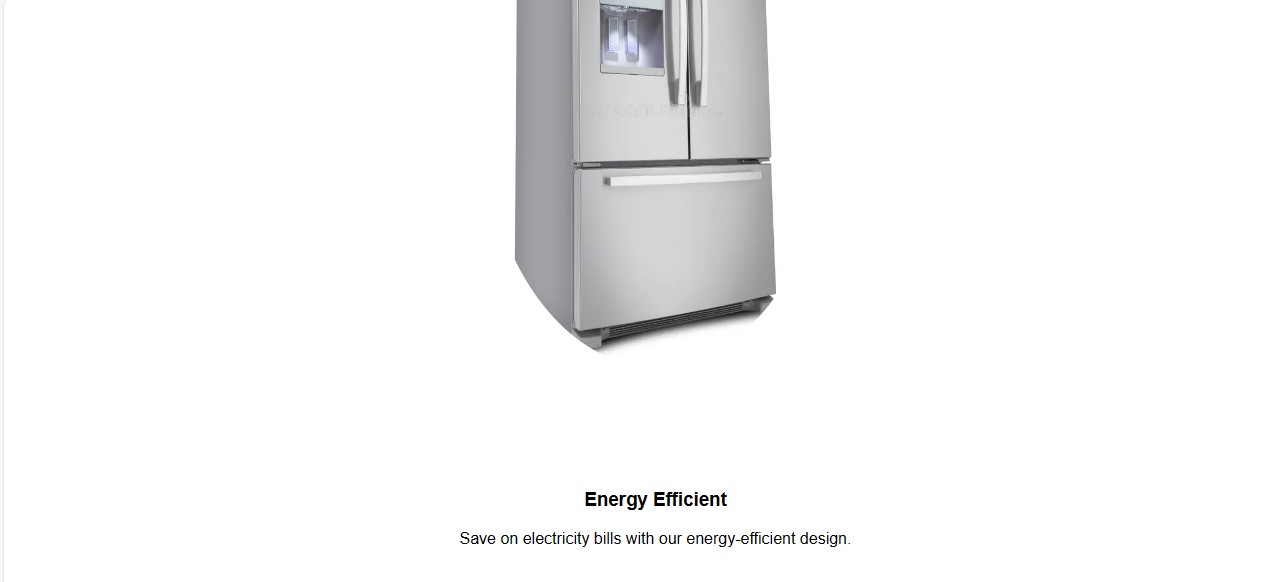 Energy Efficient
Save on electricity bills with our energy-efficient design.